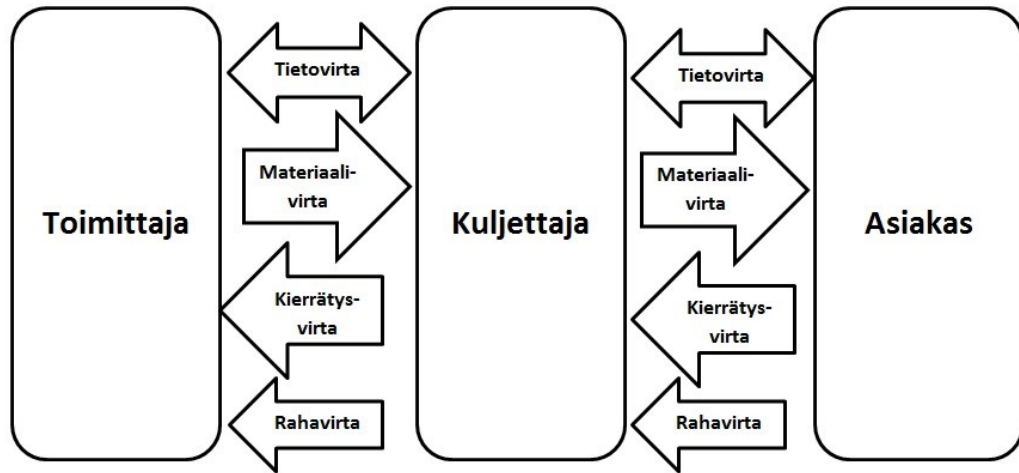 Toimittaja
Tietovirta
Materiaali-
virta
Kierrätys-
virta
Rahavirta
Kuljettaja
Tietovirta
Materiaali-
virta
Kierrätys-
virta
Rahavirta
Asiakas